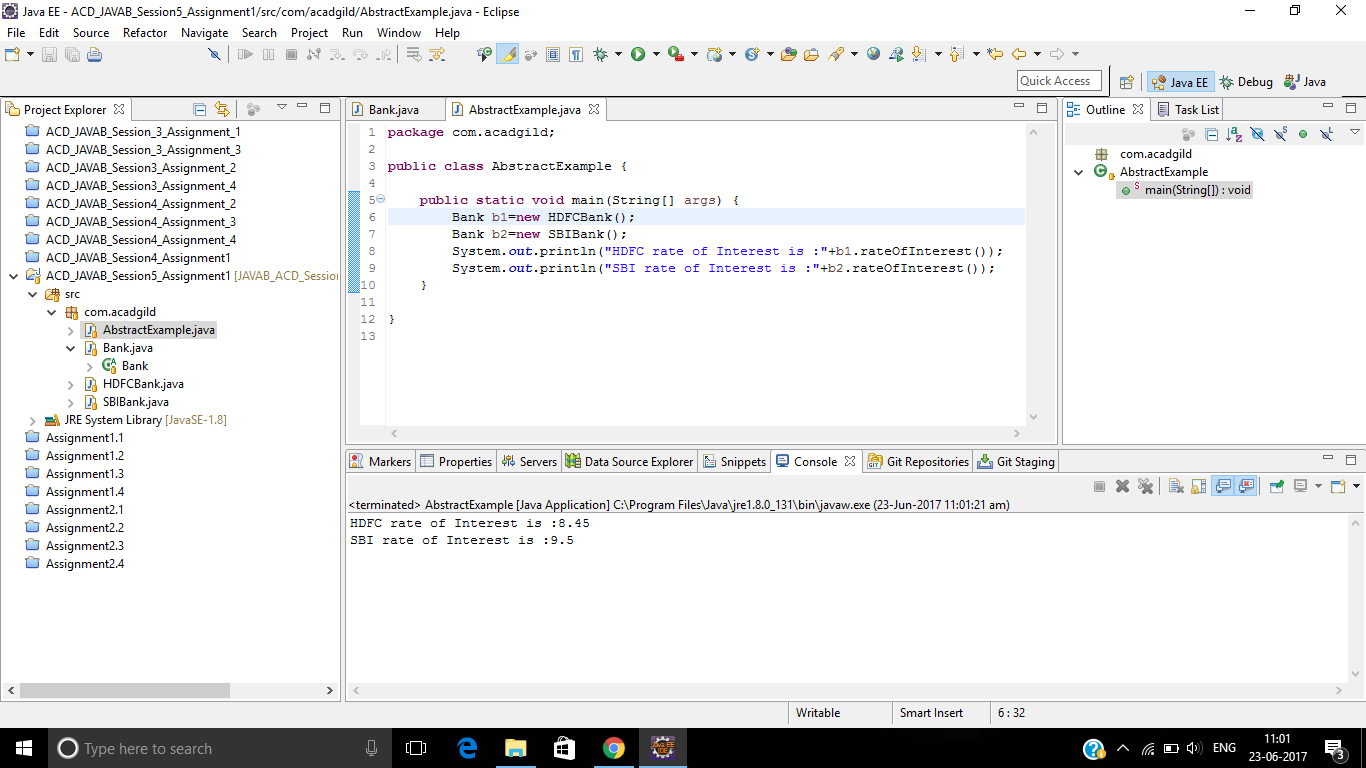 Java EE - ACD_JAVAB_Session5_Assignment1/src/com/acadgild/AbstractExample.java - Eclipse
File Edit Source Refactor Navigate Search Project Run Window Help
Quick Access
Java EE Debug Java
Project Explorer
ACD_JAVAB_Session_3_Assignment_1
ACD_JAVAB_Session_3_Assignment_3
ACD_JAVAB_Session3_Assignment_2
ACD_JAVAB_Session3_Assignment_4
ACD_JAVAB_Session4_Assignment_2
ACD_JAVAB_Session4_Assignment_3
ACD_JAVAB_Session4_Assignment_4
ACD_JAVAB_Session4_Assignment1
ACD_JAVAB_Session5_Assignment1 [JAVAB_ACD_Session
src
com.acadgild
AbstractExample.java
Bank.java
Bank
HDFCBank.java
SBIBank.java
JRE System Library [JavaSE-1.8]
Assignment1.1
Assignment1.2
Assignment1.3
Assignment1.4
Assignment2.1
Assignment2.2
Assignment2.3
Assignment2.4
Bank.java AbstractExample.java
1 package com.acadgild;
2
3 public class AbstractExample {
4
5 public static void main(String[] args) {
6 Bank b1=new HDFCBank();
7 Bank b2=new SBIBank();
8 System.out.println("HDFC rate of Interest is :"+b1.rateOfInterest());
9 System.out.println("SBI rate of Interest is :"+b2.rateOfInterest());
10 }
11
12 }
13
Outline Task List
com.acadgild
AbstractExample
main(String[]) : void
Markers Properties Servers Data Source Explorer Snippets Console Git Repositories Git Staging
<terminated> AbstractExample [Java Application] C:\Program Files\Java\jre1.8.0_131\bin\javaw.exe (23-Jun-2017 11:01:21 am)
HDFC rate of Interest is :8.45
SBI rate of Interest is :9.5
Writable Smart Insert 6 : 32
Type here to search
ENG 11:01
23-06-2017
3